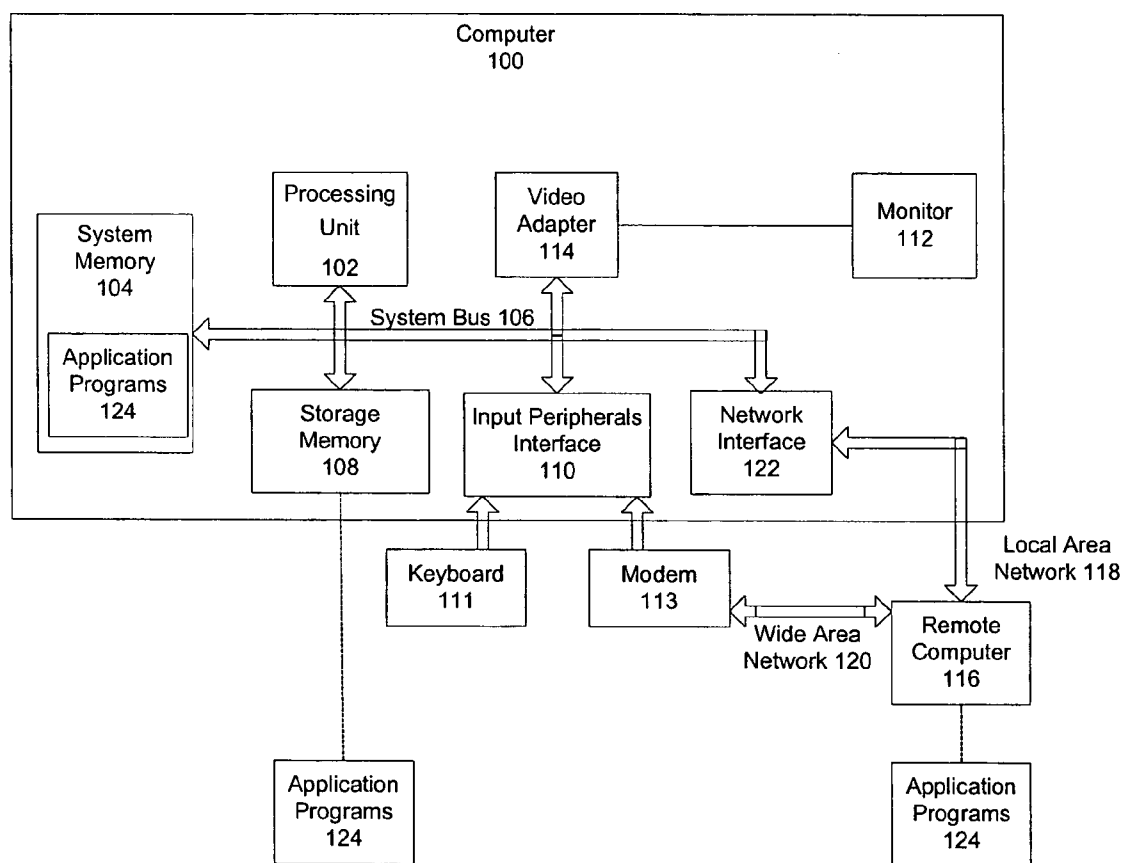 Computer
100
Processing
Unit
102
Video
Adapter
114
Monitor
112
System
Memory
104
System Bus 106
Application
Programs
124
Storage
Memory
108
Input Peripherals
Interface
110
Network
Interface
122
Local Area
Network 118
Keyboard
111
Modem
113
Wide Area
Network 120
Remote
Computer
116
Application
Programs
124
Application
Programs
124